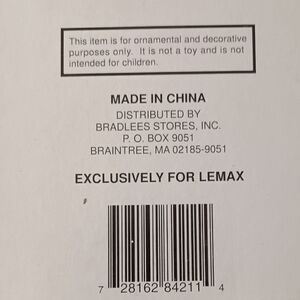 This item is for ornamental and decorative
purposes only. It is not a toy and is not
intended for children.
MADE IN CHINA
DISTRIBUTED BY
BRADLEES STORES, INC.
P. O. BOX 9051
BRAINTREE, MA 02185-9051
EXCLUSIVELY FOR LEMAX
7 28162 84211 4